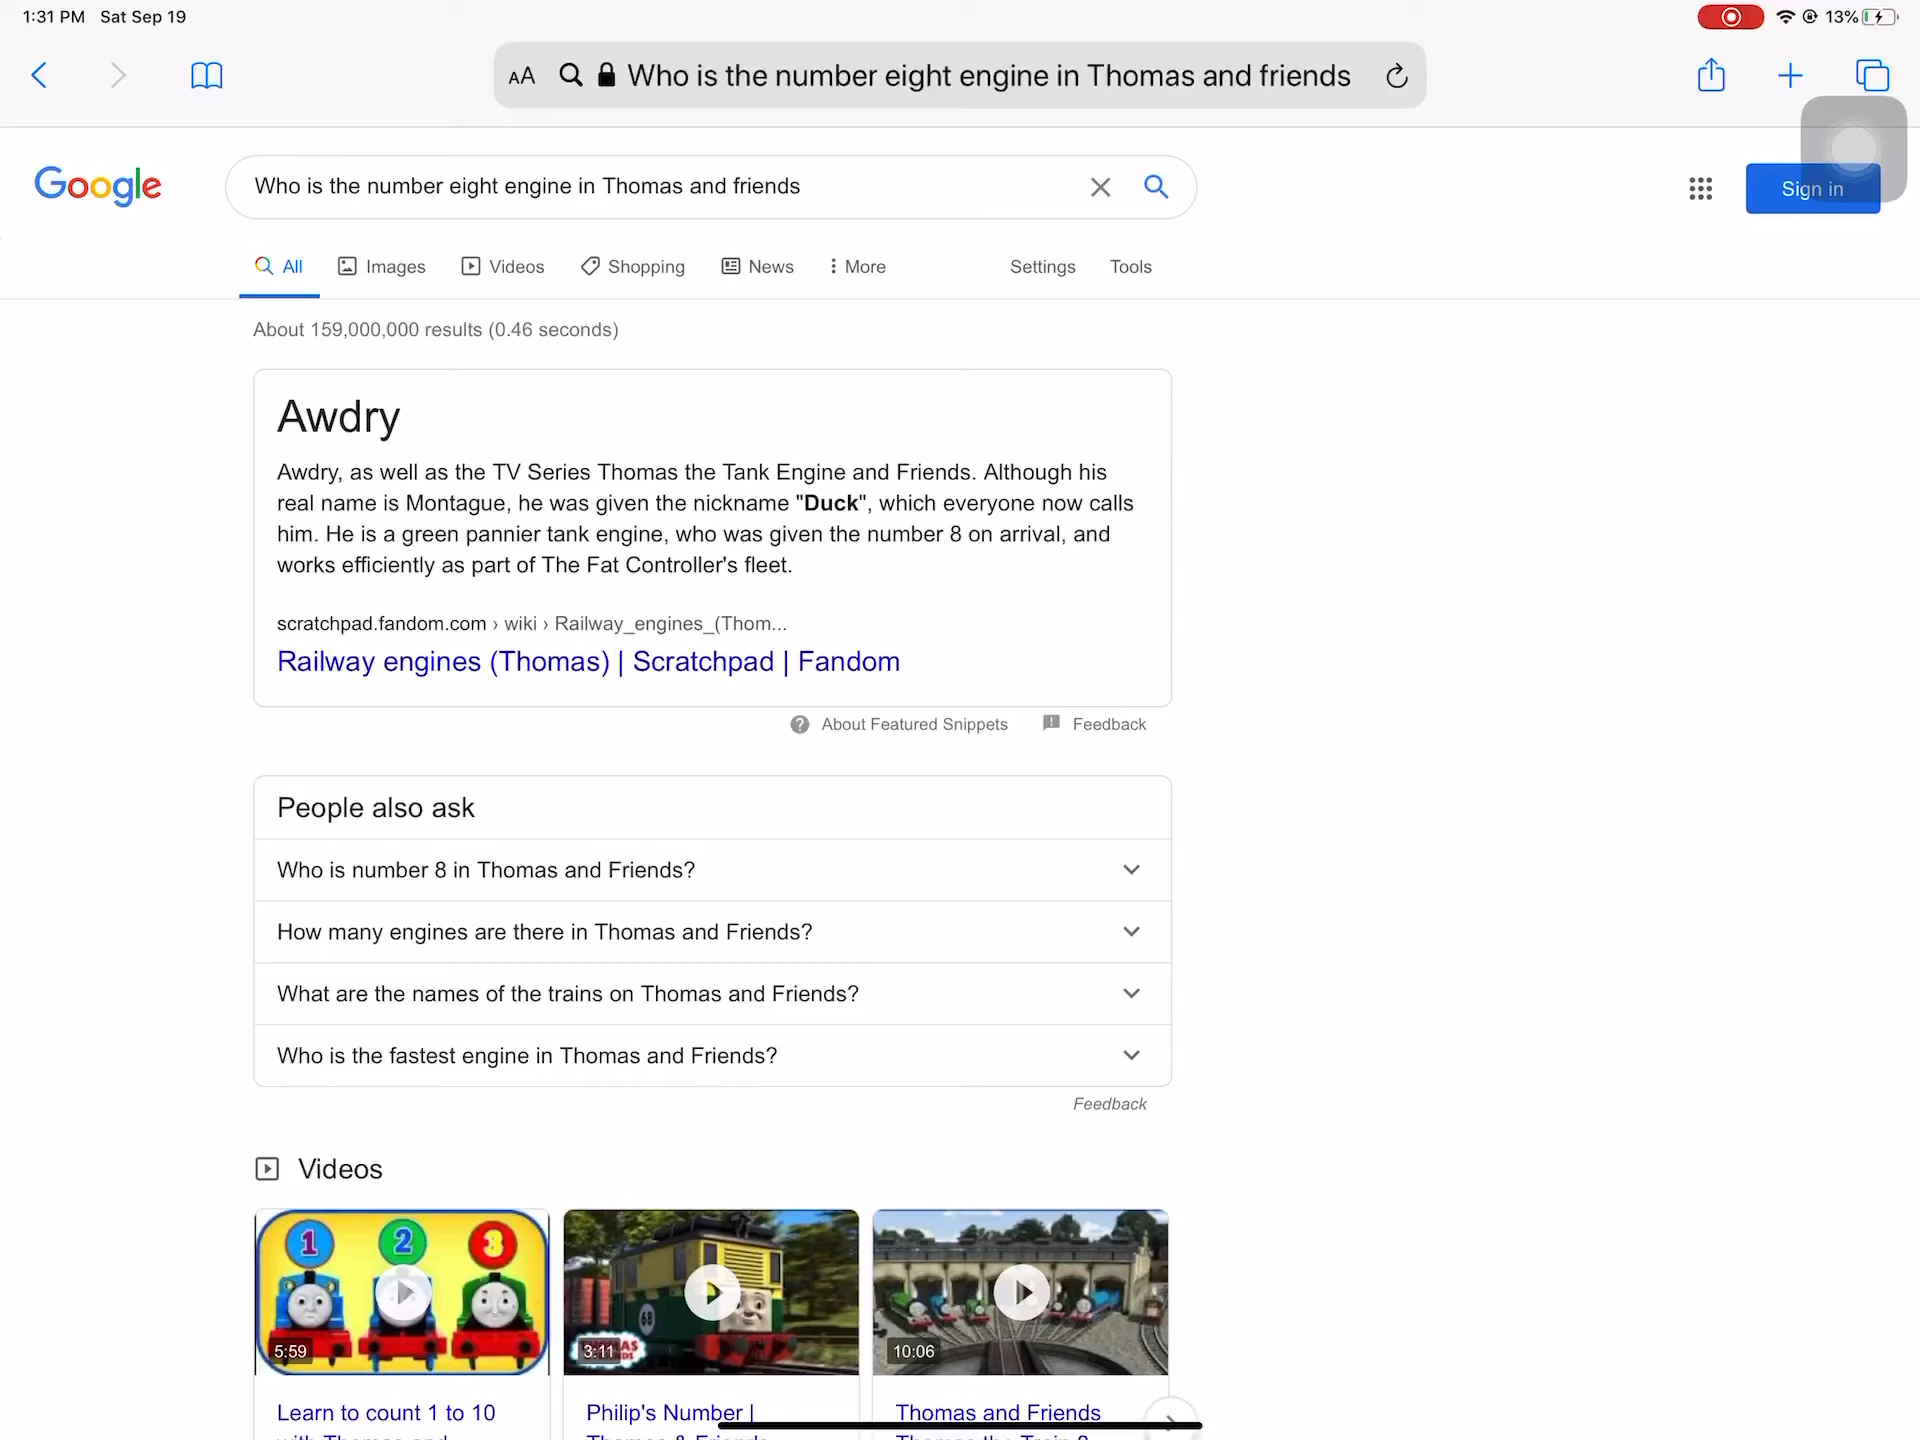 1:31 PM Sat Sep 19
13%
AA Who is the number eight engine in Thomas and friends
Google
Who is the number eight engine in Thomas and friends
Sign in
All Images Videos Shopping News More Settings Tools
About 159,000,000 results (0.46 seconds)
Awdry
Awdry, as well as the TV Series Thomas the Tank Engine and Friends. Although his
real name is Montague, he was given the nickname "Duck", which everyone now calls
him. He is a green pannier tank engine, who was given the number 8 on arrival, and
works efficiently as part of The Fat Controller's fleet.
scratchpad.fandom.com › wiki › Railway_engines_(Thom...
Railway engines (Thomas) | Scratchpad | Fandom
About Featured Snippets Feedback
People also ask
Who is number 8 in Thomas and Friends?
How many engines are there in Thomas and Friends?
What are the names of the trains on Thomas and Friends?
Who is the fastest engine in Thomas and Friends?
Feedback
Videos
1 2 3
68
5:59 3:11 10:06
Learn to count 1 to 10
Philip's Number |
Thomas and Friends